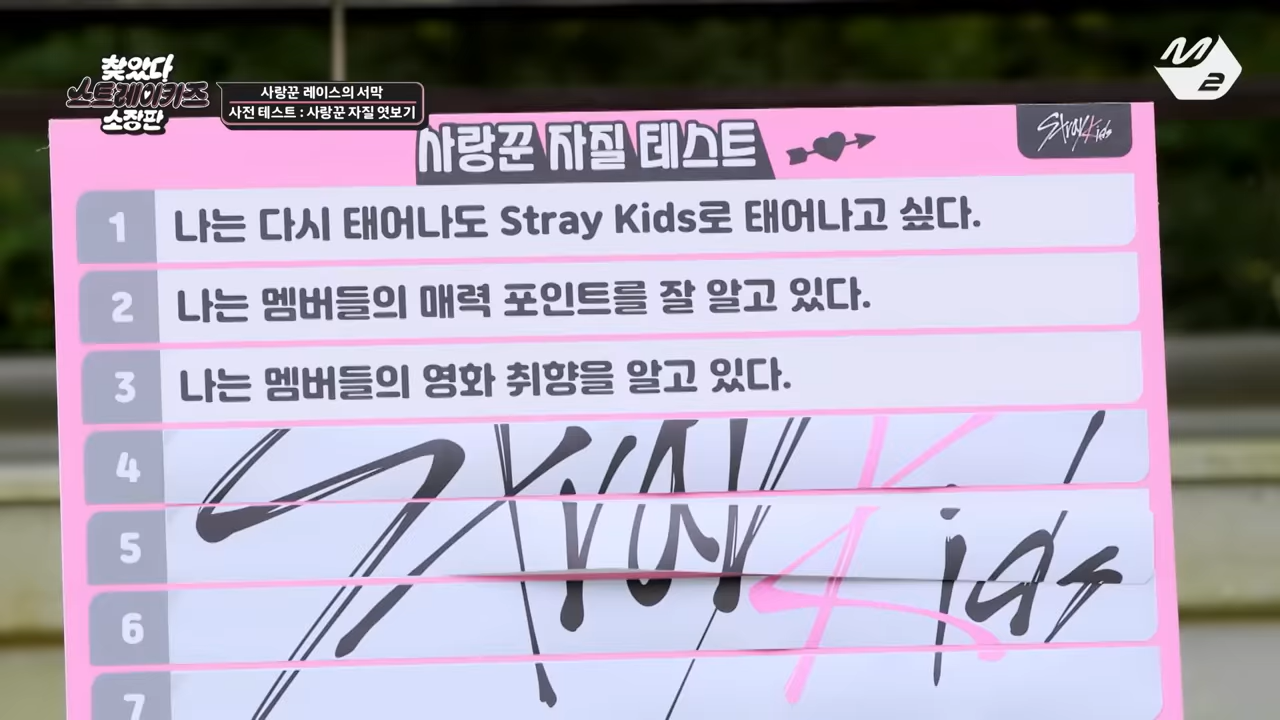 찾았다
스트레이키즈
소장판
사랑꾼 레이스의 서막
사전 테스트 : 사랑꾼 자질 엿보기
M2
사랑꾼 자질 테스트
Stray Kids
1 나는 다시 태어나도 Stray Kids로 태어나고 싶다.
2 나는 멤버들의 매력 포인트를 잘 알고 있다.
3 나는 멤버들의 영화 취향을 알고 있다.
4
5
6
7
Stray Kids